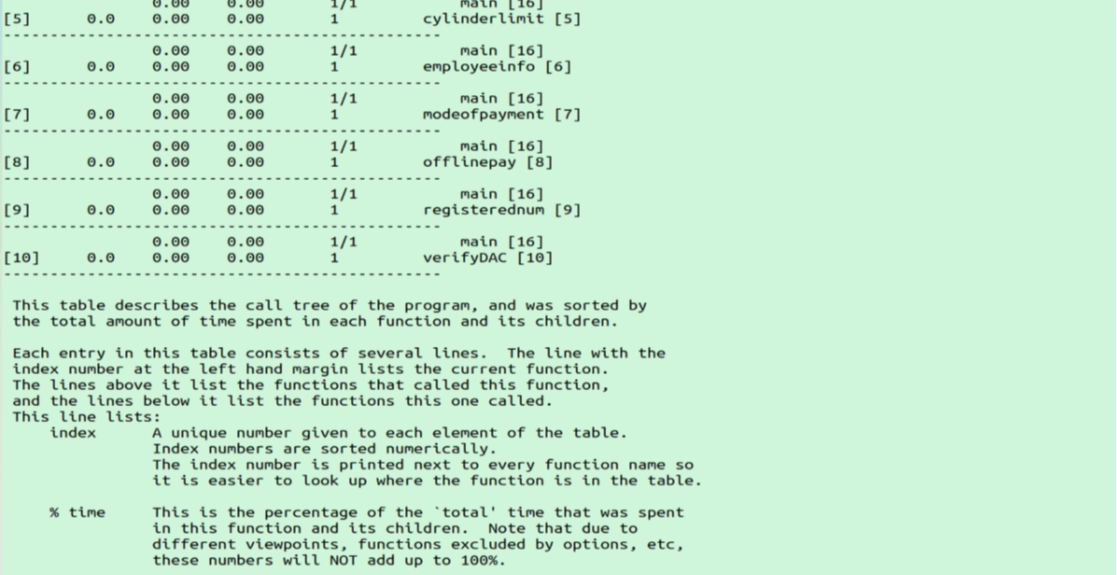 0.00 0.00 1/1 main [16]
[5] 0.0 0.00 0.00 1 cylinderlimit [5]
-----------------------------------------------
0.00 0.00 1/1 main [16]
[6] 0.0 0.00 0.00 1 employeeinfo [6]
-----------------------------------------------
0.00 0.00 1/1 main [16]
[7] 0.0 0.00 0.00 1 modeofpayment [7]
-----------------------------------------------
0.00 0.00 1/1 main [16]
[8] 0.0 0.00 0.00 1 offlinepay [8]
-----------------------------------------------
0.00 0.00 1/1 main [16]
[9] 0.0 0.00 0.00 1 registerednum [9]
-----------------------------------------------
0.00 0.00 1/1 main [16]
[10] 0.0 0.00 0.00 1 verifyDAC [10]
-----------------------------------------------
This table describes the call tree of the program, and was sorted by
the total amount of time spent in each function and its children.
Each entry in this table consists of several lines. The line with the
index number at the left hand margin lists the current function.
The lines above it list the functions that called this function,
and the lines below it list the functions this one called.
This line lists:
index A unique number given to each element of the table.
Index numbers are sorted numerically.
The index number is printed next to every function name so
it is easier to look up where the function is in the table.
% time This is the percentage of the `total' time that was spent
in this function and its children. Note that due to
different viewpoints, functions excluded by options, etc,
these numbers will NOT add up to 100%.